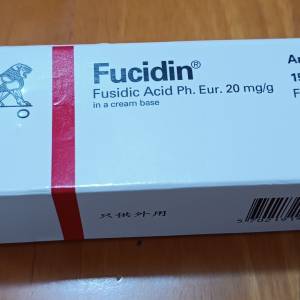 Fucidin®
Fusidic Acid Ph. Eur. 20 mg/g
in a cream base
只供外用